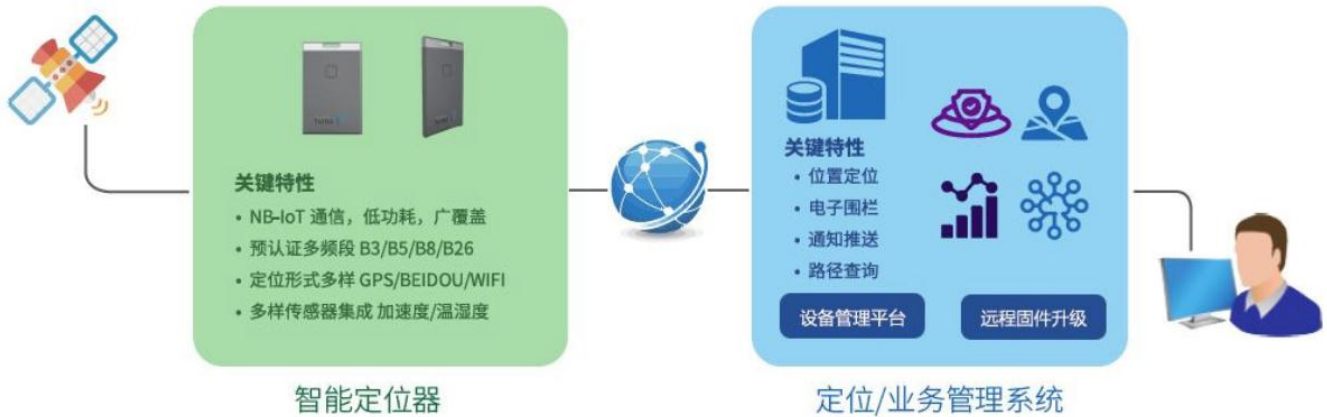 关键特性
• NB-IoT 通信，低功耗，广覆盖
• 预认证多频段 B3/B5/B8/B26
• 定位形式多样 GPS/BEIDOU/WIFI
• 多样传感器集成 加速度/温湿度
智能定位器
关键特性
• 位置定位
• 电子围栏
• 通知推送
• 路径查询
设备管理平台
远程固件升级
定位/业务管理系统